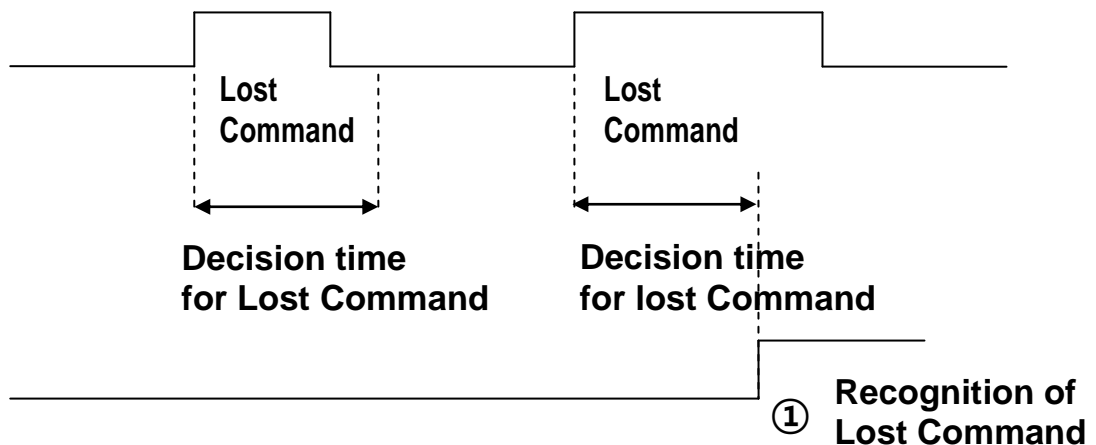 Lost
Command
Lost
Command
Decision time
for Lost Command
Decision time
for lost Command
① Recognition of
Lost Command